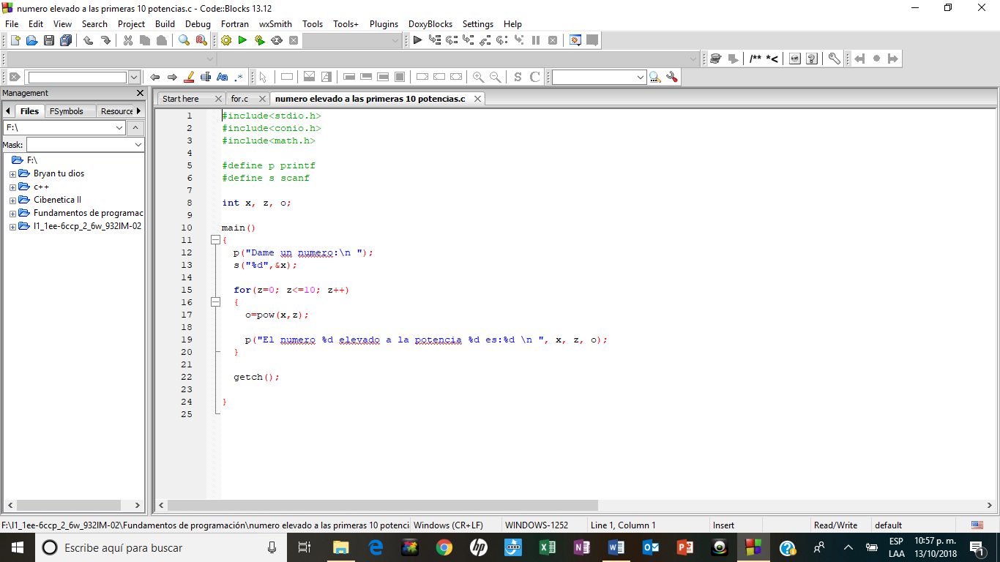 numero elevado a las primeras 10 potencias.c - Code::Blocks 13.12
File Edit View Search Project Build Debug Fortran wxSmith Tools Tools+ Plugins DoxyBlocks Settings Help
/** *<
Aa .*
S C
Management
Files FSymbols Resource
F:\
Mask:
F:\
Bryan tu dios
c++
Cibenetica II
Fundamentos de programac
I1_1ee-6ccp_2_6w_932IM-02
Start here for.c numero elevado a las primeras 10 potencias.c
1 #include<stdio.h>
2 #include<conio.h>
3 #include<math.h>
4
5 #define p printf
6 #define s scanf
7
8 int x, z, o;
9
10 main()
11 {
12 p("Dame un numero:\n ");
13 s("%d",&x);
14
15 for(z=0; z<=10; z++)
16 {
17 o=pow(x,z);
18
19 p("El numero %d elevado a la potencia %d es:%d \n ", x, z, o);
20 }
21
22 getch();
23
24 }
25
F:\I1_1ee-6ccp_2_6w_932IM-02\Fundamentos de programación\numero elevado a las primeras 10 potenci Windows (CR+LF) WINDOWS-1252 Line 1, Column 1 Insert Read/Write default
Escribe aquí para buscar
ESP
LAA
10:57 p. m.
13/10/2018
1